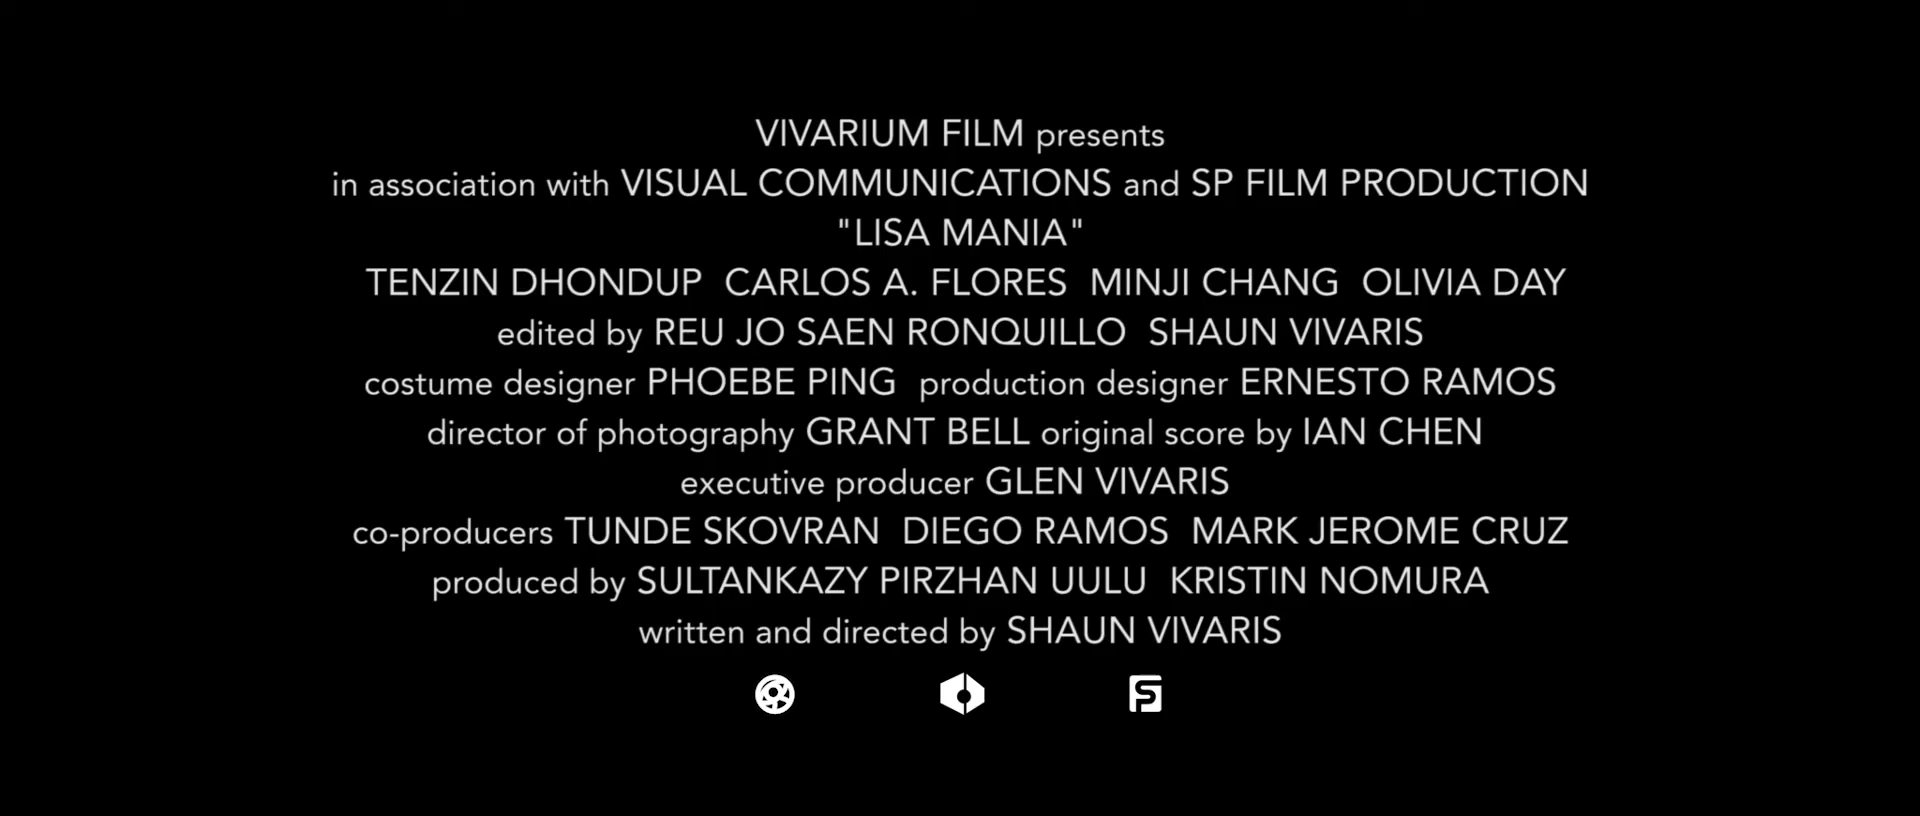 VIVARIUM FILM presents
in association with VISUAL COMMUNICATIONS and SP FILM PRODUCTION
"LISA MANIA"
TENZIN DHONDUP CARLOS A. FLORES MINJI CHANG OLIVIA DAY
edited by REU JO SAEN RONQUILLO SHAUN VIVARIS
costume designer PHOEBE PING production designer ERNESTO RAMOS
director of photography GRANT BELL original score by IAN CHEN
executive producer GLEN VIVARIS
co-producers TUNDE SKOVRAN DIEGO RAMOS MARK JEROME CRUZ
produced by SULTANKAZY PIRZHAN UULU KRISTIN NOMURA
written and directed by SHAUN VIVARIS